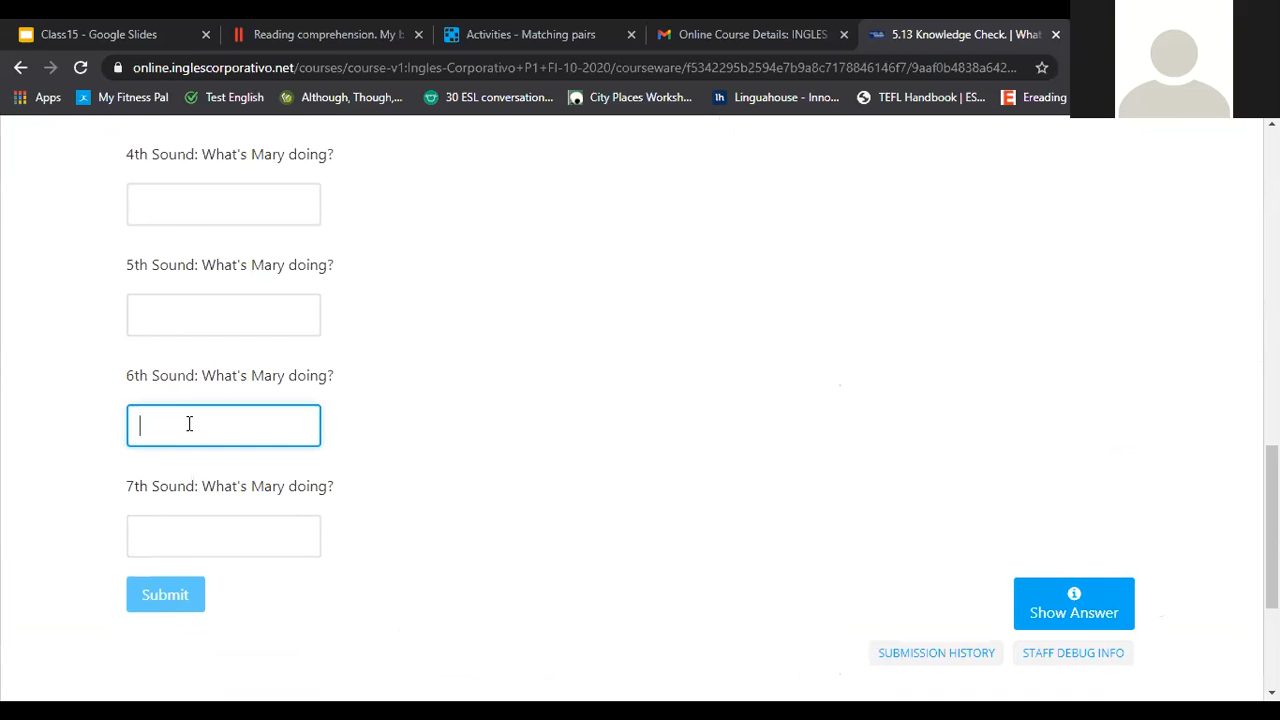 Class15 - Google Slides
Reading comprehension. My b
Activities - Matching pairs
Online Course Details: INGLES
5.13 Knowledge Check. | What
online.inglescorporativo.net/courses/course-v1:Ingles-Corporativo+P1+FI-10-2020/courseware/f5342295b2594e7b9a8c7178846146f7/9aaf0b4838a642...
Apps
My Fitness Pal
Test English
Although, Though,...
30 ESL conversation...
City Places Worksh...
lh
Linguahouse - Inno...
TEFL Handbook | ES...
E
Ereading
4th Sound: What's Mary doing?
5th Sound: What's Mary doing?
6th Sound: What's Mary doing?
7th Sound: What's Mary doing?
Submit
Show Answer
SUBMISSION HISTORY
STAFF DEBUG INFO